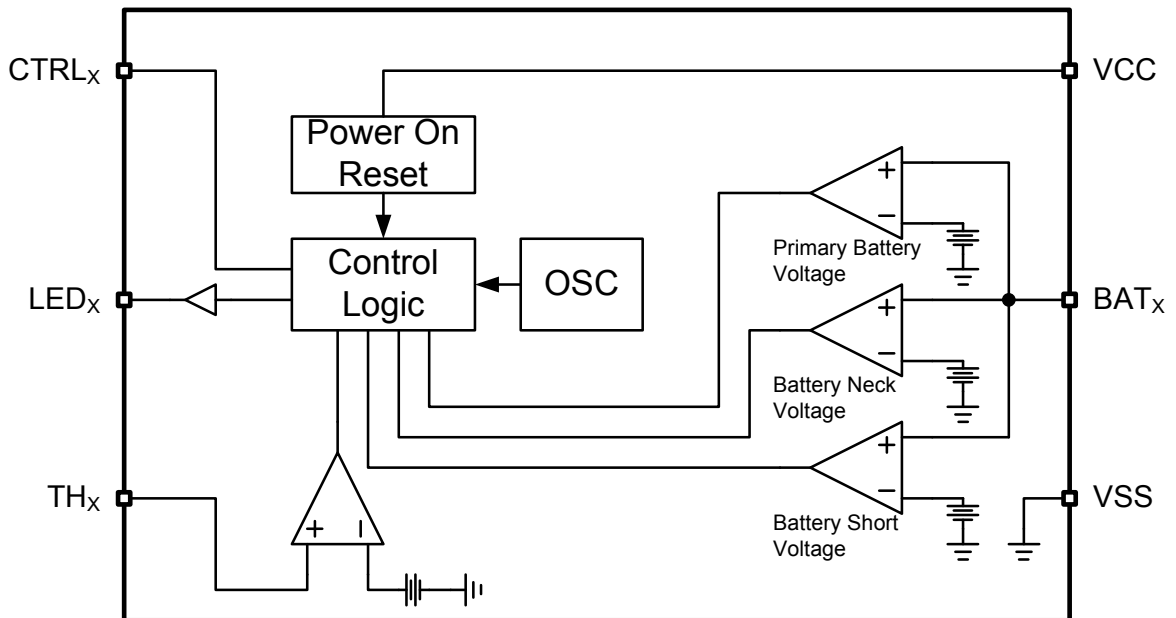 CTRLX
VCC
Power On
Reset
+
−
Primary Battery
Voltage
Control
Logic
OSC
LEDX
BATX
+
−
Battery Neck
Voltage
+
−
Battery Short
Voltage
THX
VSS
+
−